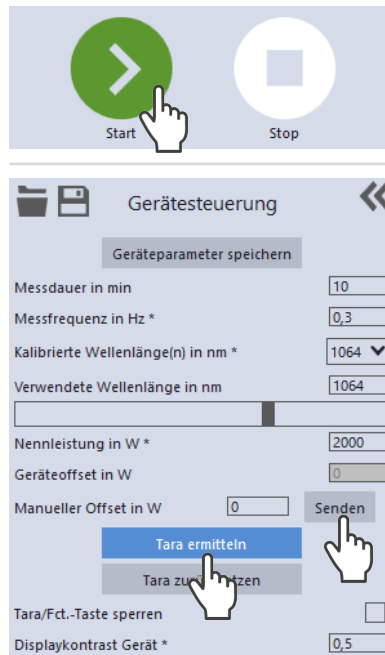 Start Stop
Gerätesteuerung
Geräteparameter speichern
Messdauer in min 10
Messfrequenz in Hz * 0,3
Kalibrierte Wellenlänge(n) in nm * 1064
Verwendete Wellenlänge in nm 1064
Nennleistung in W * 2000
Geräteoffset in W 0
Manueller Offset in W 0 Senden
Tara ermitteln
Tara
Tara/Fct.-Taste sperren
Displaykontrast Gerät * 0,5